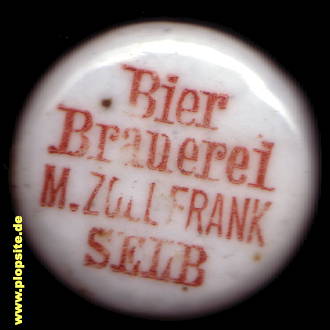 Bier
Brauerei
M. ZOLLFRANK
SELB
www.plopsite.de